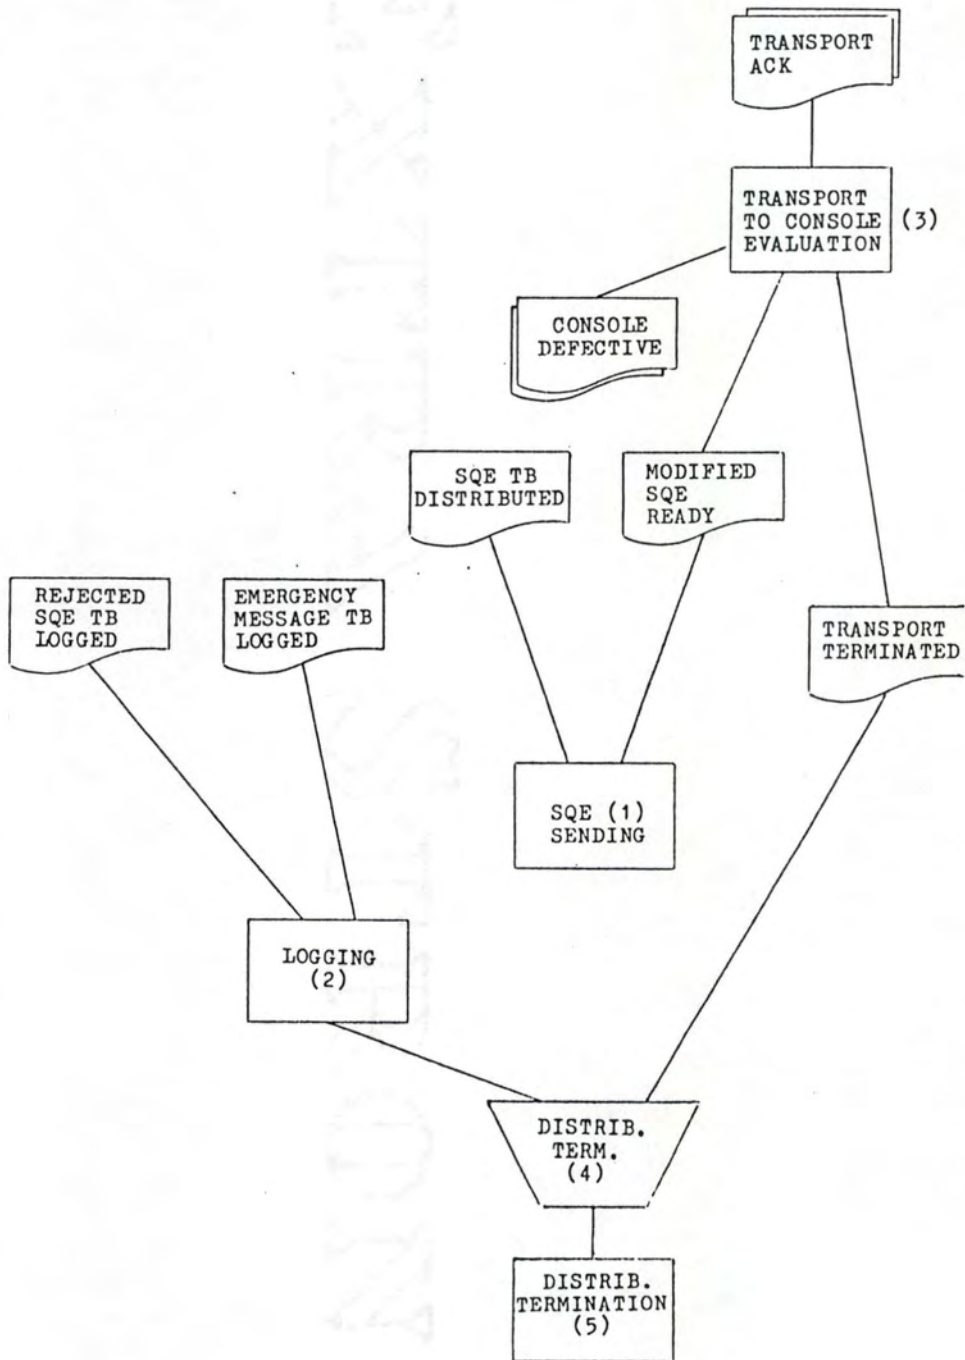 TRANSPORT
ACK
TRANSPORT
TO CONSOLE
EVALUATION
(3)
CONSOLE
DEFECTIVE
SQE TB
DISTRIBUTED
MODIFIED
SQE
READY
REJECTED
SQE TB
LOGGED
EMERGENCY
MESSAGE TB
LOGGED
TRANSPORT
TERMINATED
SQE (1)
SENDING
LOGGING
(2)
DISTRIB.
TERM.
(4)
DISTRIB.
TERMINATION
(5)